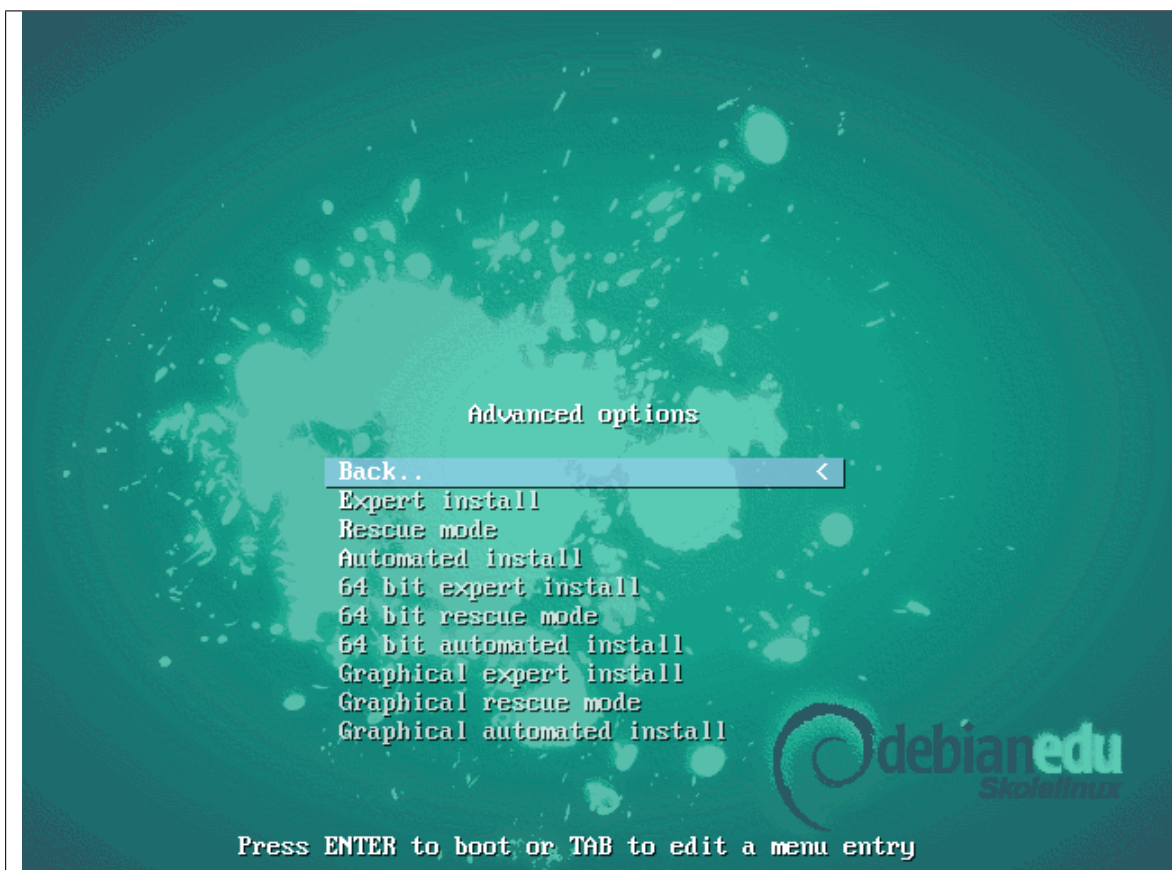 Advanced options
Back.. <
Expert install
Rescue mode
Automated install
64 bit expert install
64 bit rescue mode
64 bit automated install
Graphical expert install
Graphical rescue mode
Graphical automated install
debianedu
Skolelinux
Press ENTER to boot or TAB to edit a menu entry